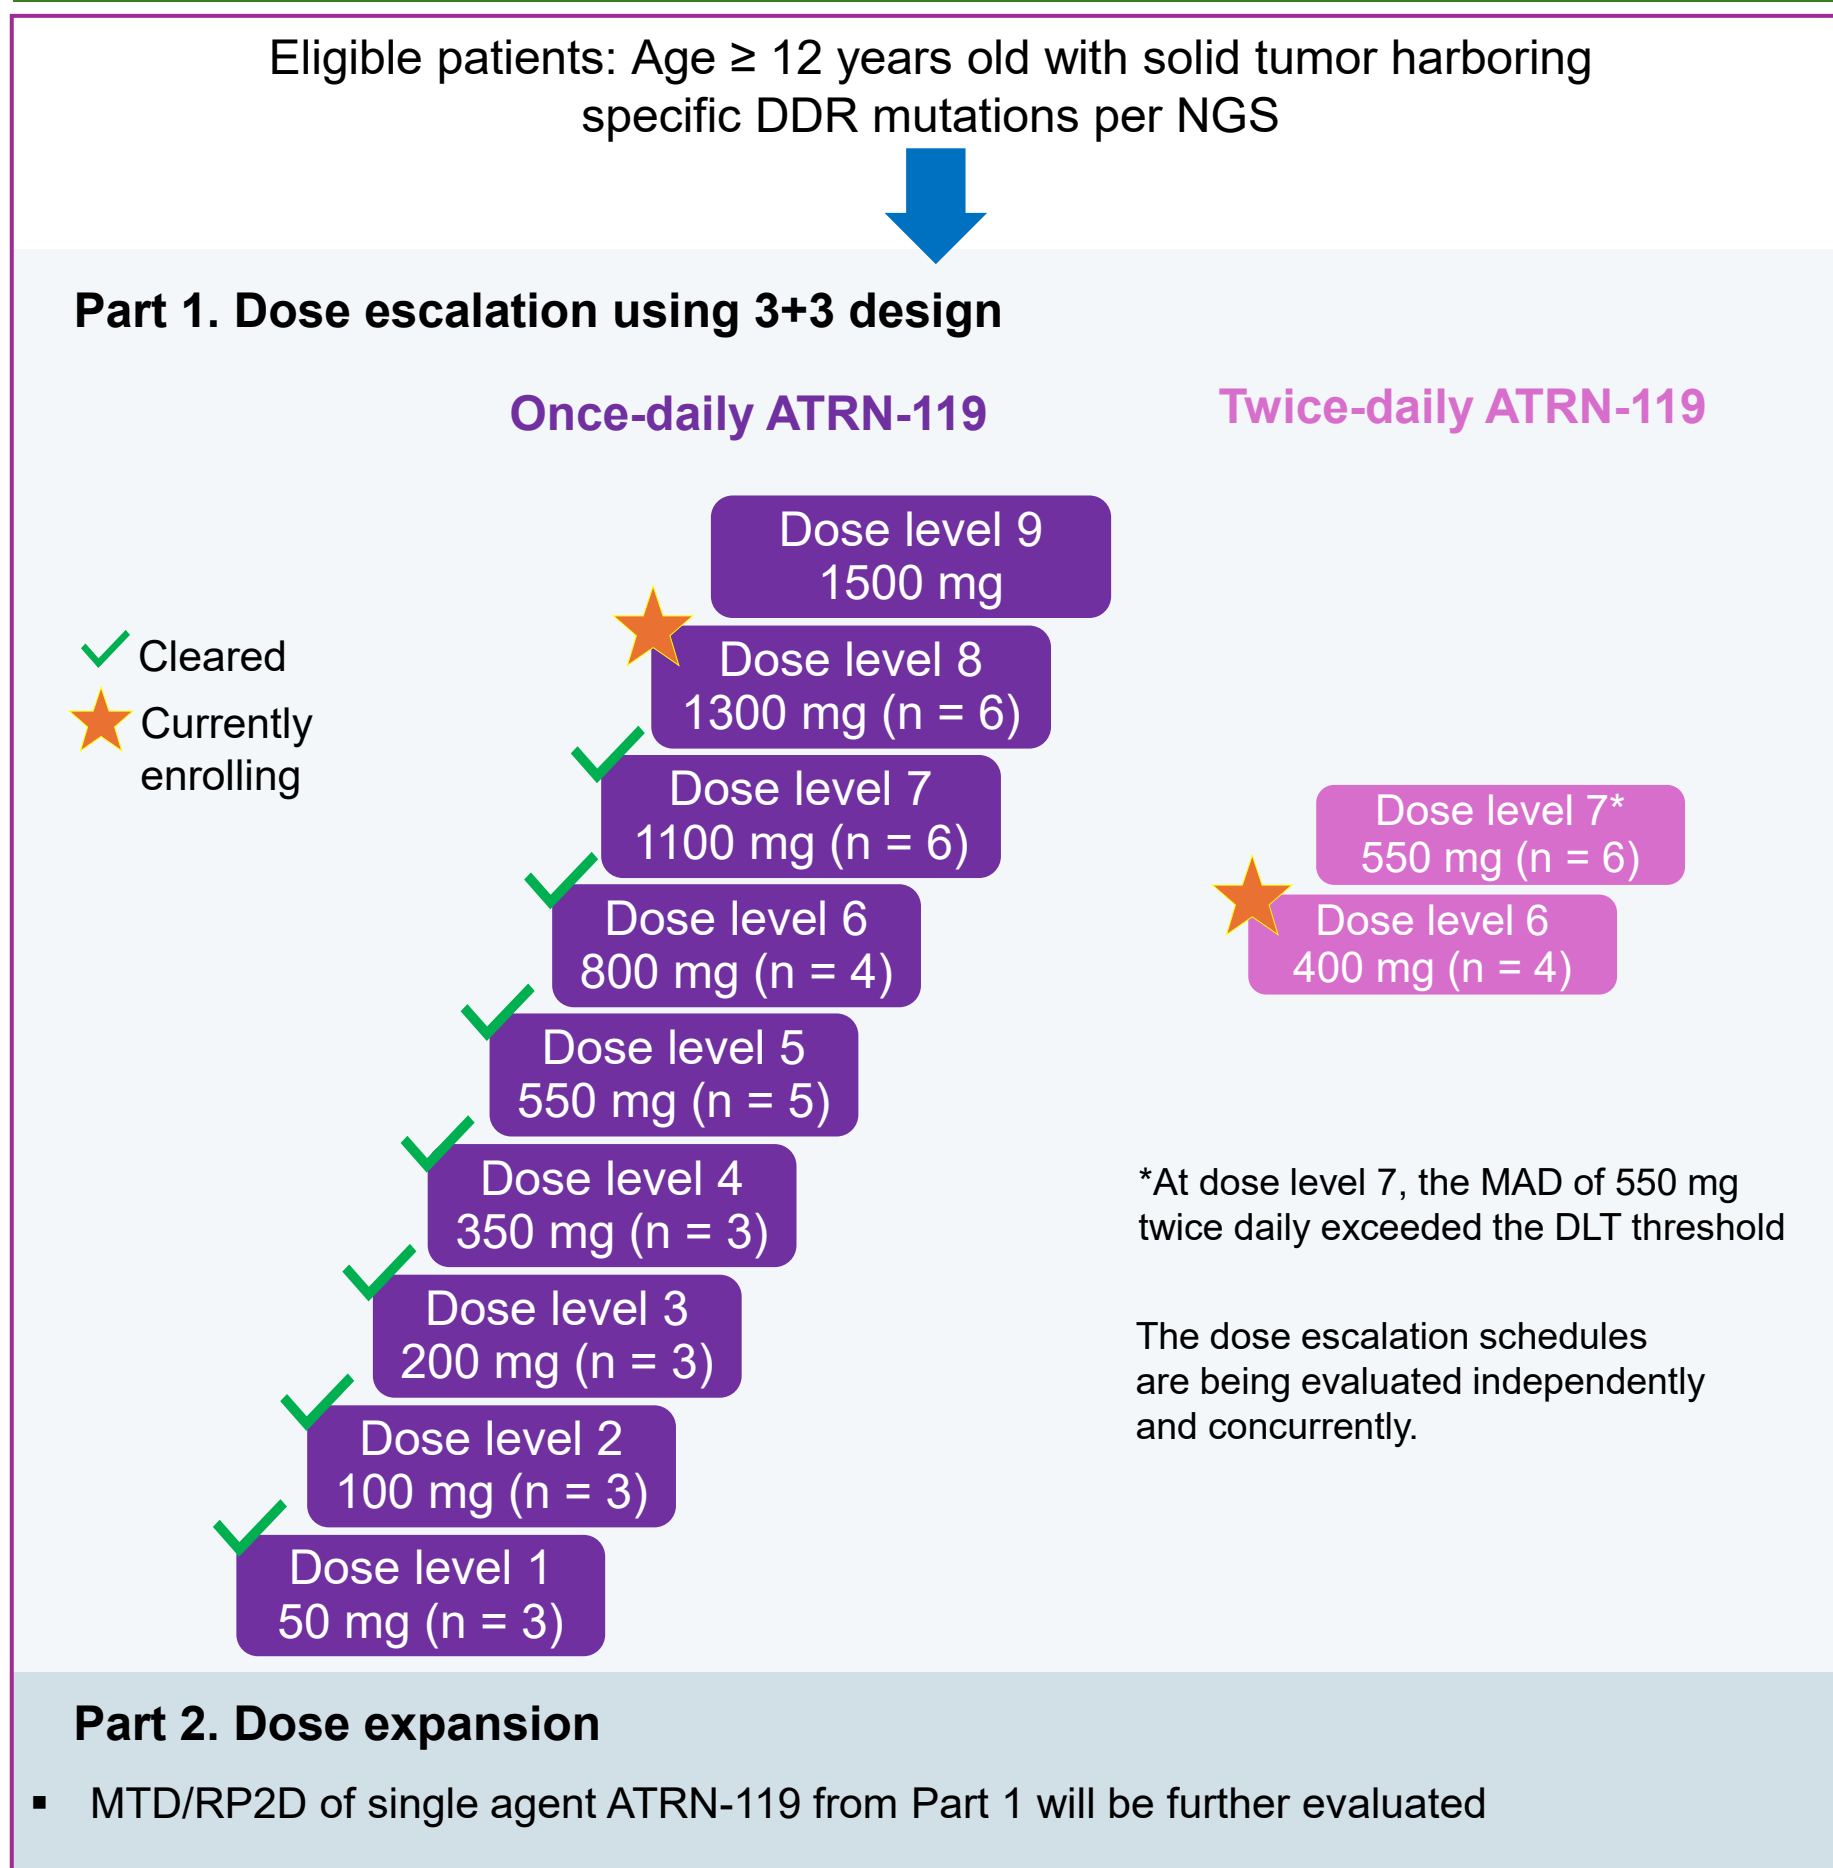 Eligible patients: Age ≥ 12 years old with solid tumor harboring
specific DDR mutations per NGS
Part 1. Dose escalation using 3+3 design
Once-daily ATRN-119
Twice-daily ATRN-119
Cleared
Currently
enrolling
Dose level 9
1500 mg
Dose level 8
1300 mg (n = 6)
Dose level 7
1100 mg (n = 6)
Dose level 6
800 mg (n = 4)
Dose level 5
550 mg (n = 5)
Dose level 4
350 mg (n = 3)
Dose level 3
200 mg (n = 3)
Dose level 2
100 mg (n = 3)
Dose level 1
50 mg (n = 3)
Dose level 7*
550 mg (n = 6)
Dose level 6
400 mg (n = 4)
*At dose level 7, the MAD of 550 mg
twice daily exceeded the DLT threshold
The dose escalation schedules
are being evaluated independently
and concurrently.
Part 2. Dose expansion
▪ MTD/RP2D of single agent ATRN-119 from Part 1 will be further evaluated